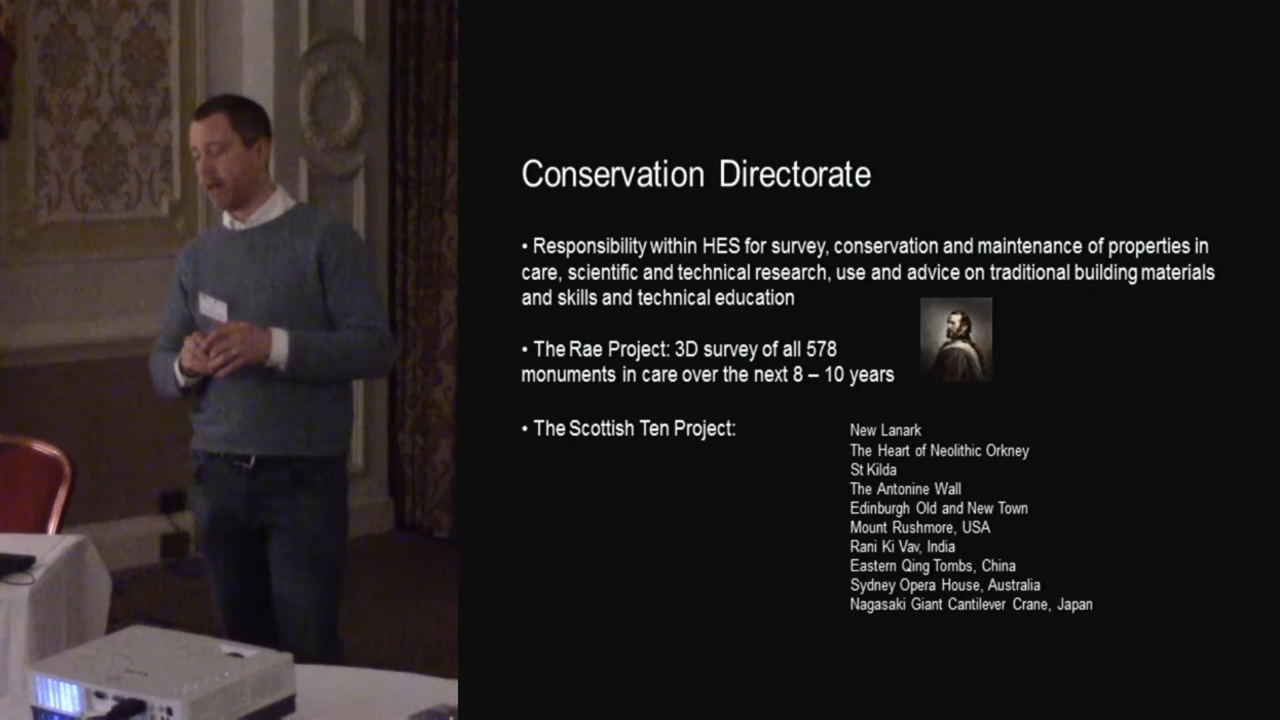 Conservation Directorate
• Responsibility within HES for survey, conservation and maintenance of properties in
care, scientific and technical research, use and advice on traditional building materials
and skills and technical education
• The Rae Project: 3D survey of all 578
monuments in care over the next 8 – 10 years
• The Scottish Ten Project:
New Lanark
The Heart of Neolithic Orkney
St Kilda
The Antonine Wall
Edinburgh Old and New Town
Mount Rushmore, USA
Rani Ki Vav, India
Eastern Qing Tombs, China
Sydney Opera House, Australia
Nagasaki Giant Cantilever Crane, Japan